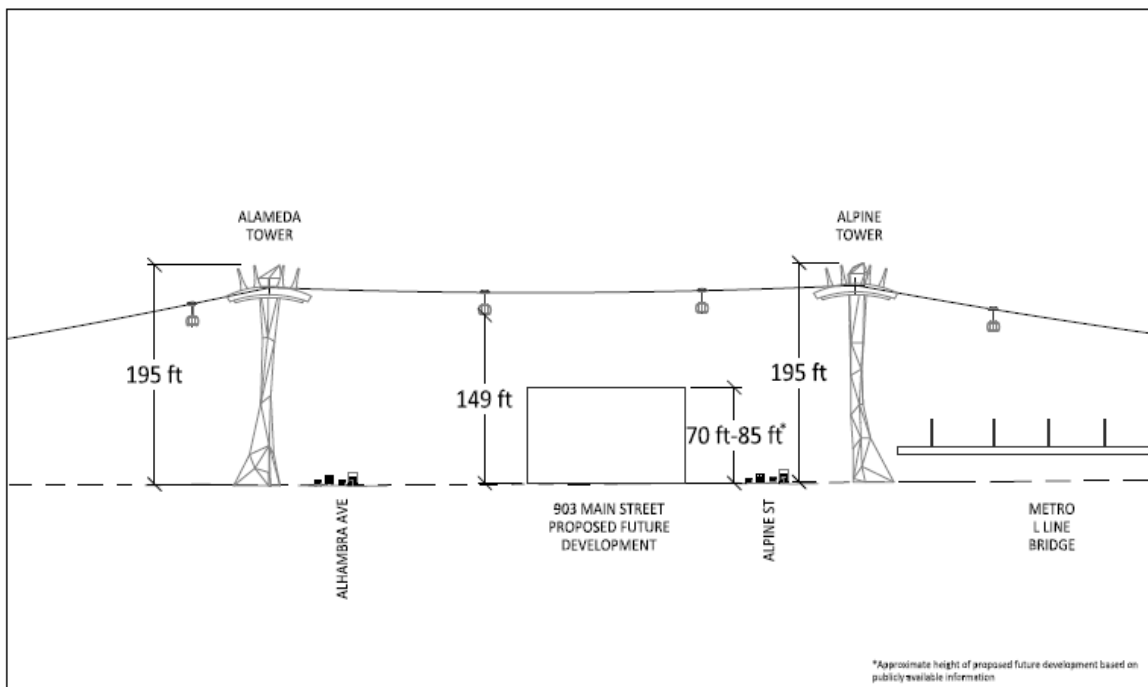 ALAMEDA
TOWER
ALPINE
TOWER
195 ft
149 ft
70 ft-85 ft*
195 ft
ALHAMBRA AVE
903 MAIN STREET
PROPOSED FUTURE
DEVELOPMENT
ALPINE ST
METRO
L LINE
BRIDGE
*Approximate height of proposed future development based on
publicly available information